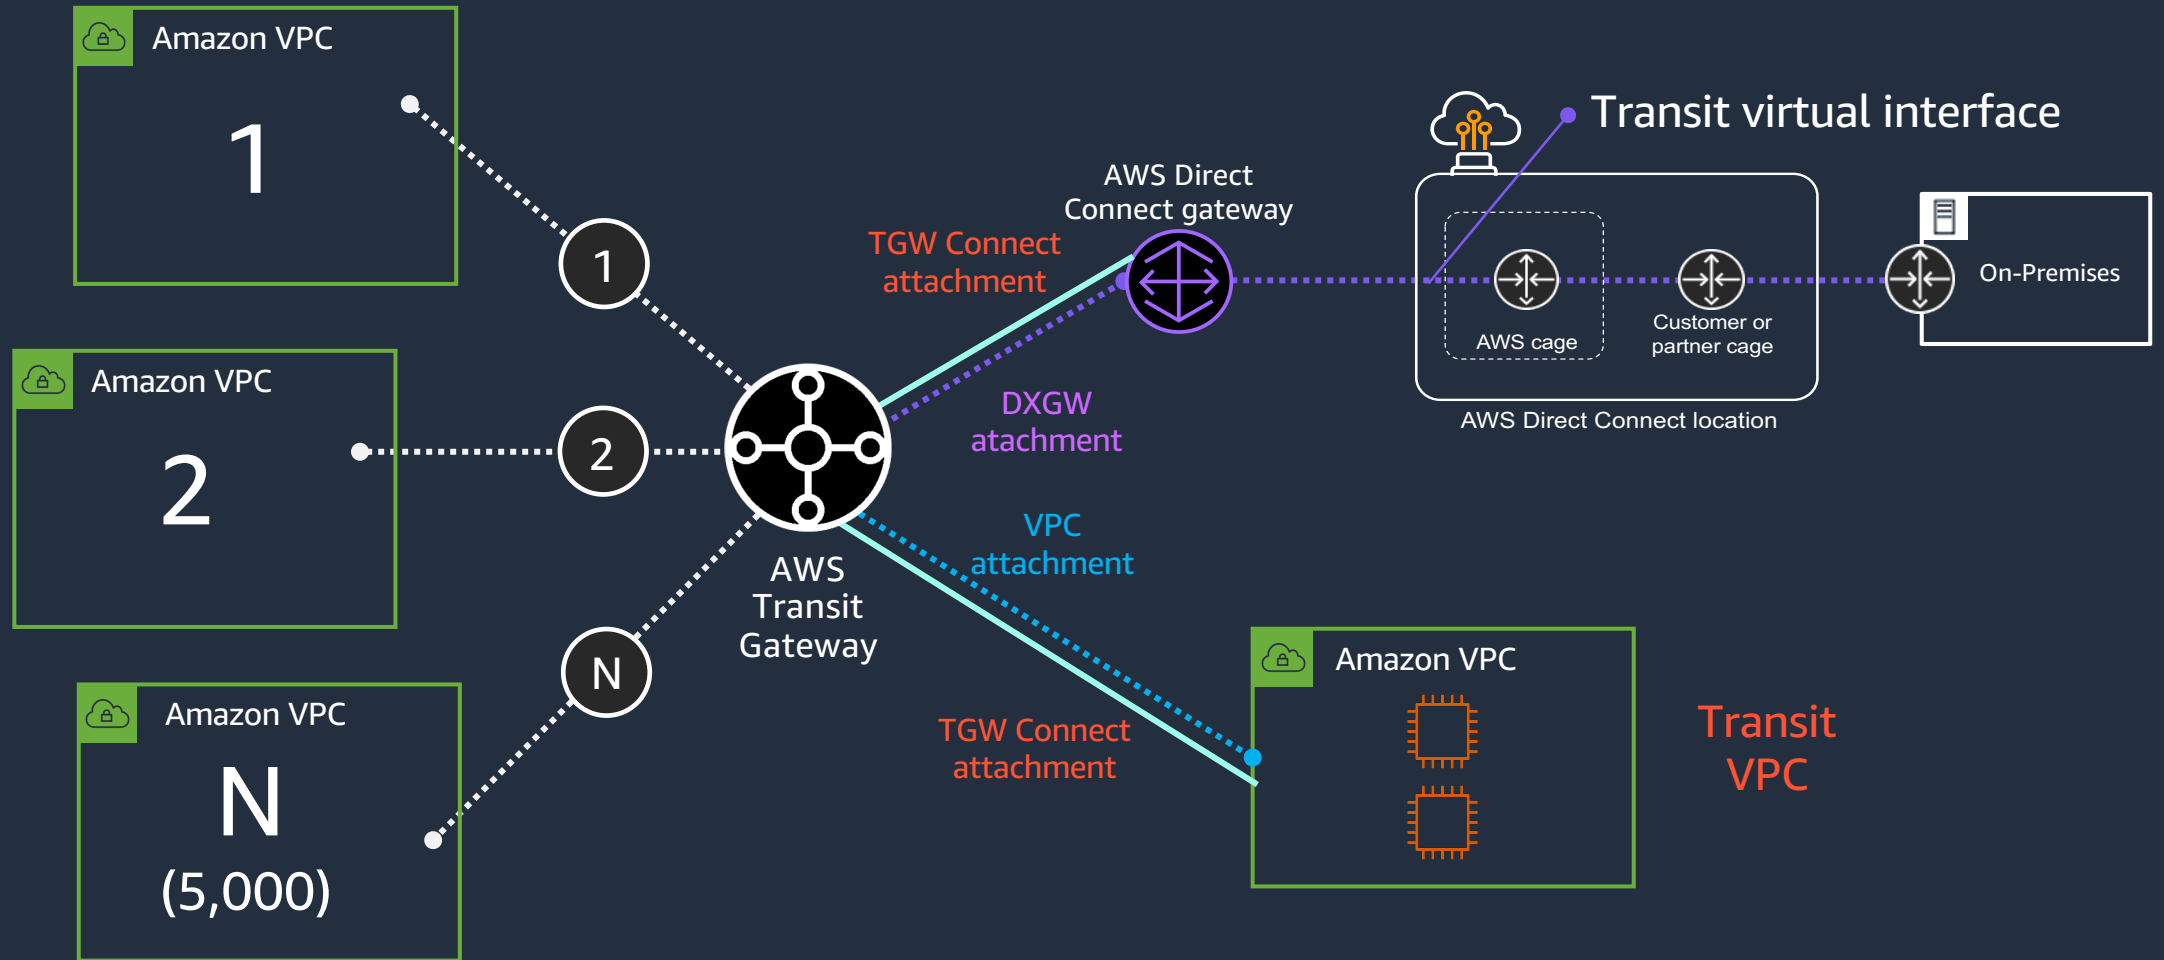 Amazon VPC
1
1
Amazon VPC
2
2
Amazon VPC
N
(5,000)
N
AWS
Transit
Gateway
TGW Connect
attachment
AWS Direct
Connect gateway
DXGW
atachment
VPC
attachment
TGW Connect
attachment
Transit virtual interface
AWS cage
Customer or
partner cage
AWS Direct Connect location
On-Premises
Amazon VPC
Transit
VPC